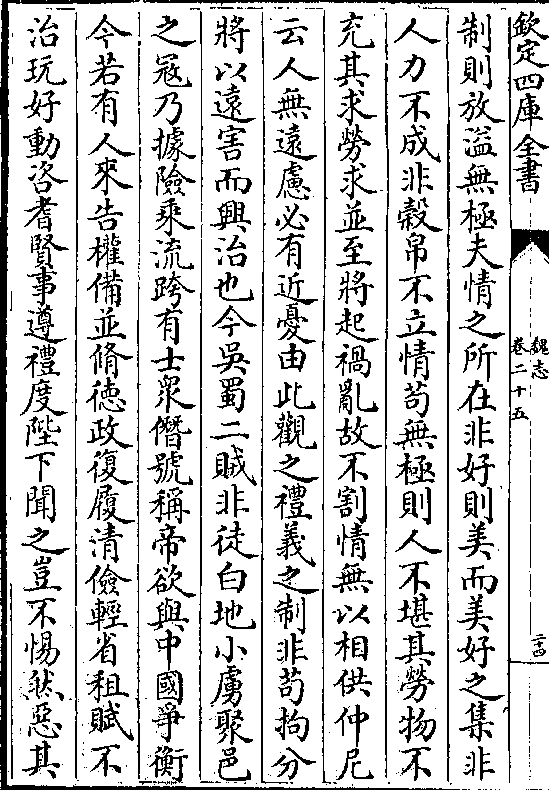 欽定四庫全書
魏志
卷二十五
二十四
制則放溢無極夫情之所在非好則美而美好之集非
人力不成非穀帛不立情苟無極則人不堪其勞物不
充其求勞求並至將起禍亂故不割情無以相供仲尼
云人無遠慮必有近憂由此觀之禮義之制非苟拘分
將以遠害而興治也今吳蜀二賊非徒白地小虜聚邑
之冦乃據險乘流跨有士衆僭號稱帝欲與中國爭衡
今若有人來告權備並脩徳政復履清儉輕省租賦不
治玩好動咨耆賢事遵禮度陛下聞之豈不惕然惡其